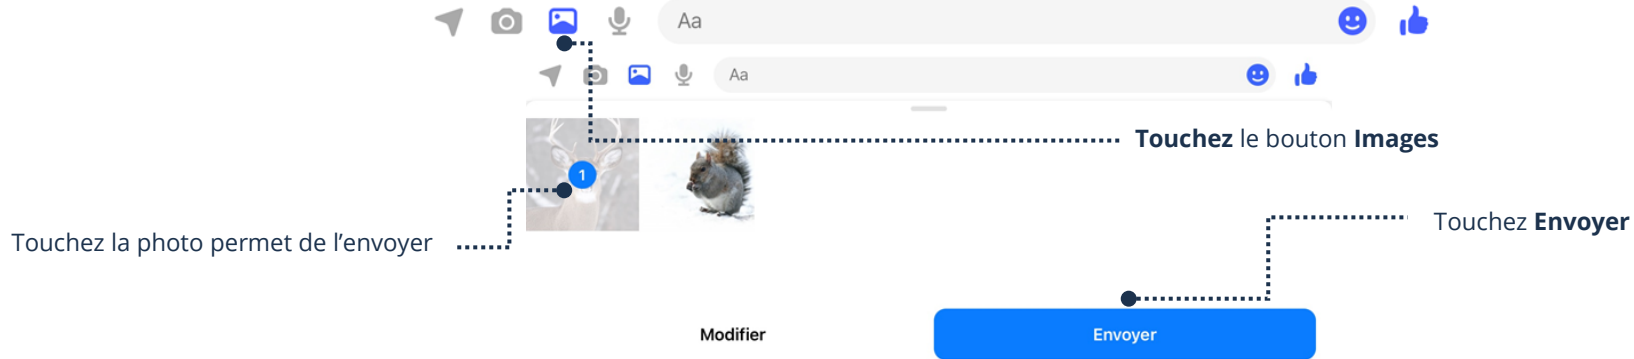 Aa
Aa
Touchez le bouton Images
1
Touchez Envoyer
Touchez la photo permet de l’envoyer
Modifier
Envoyer